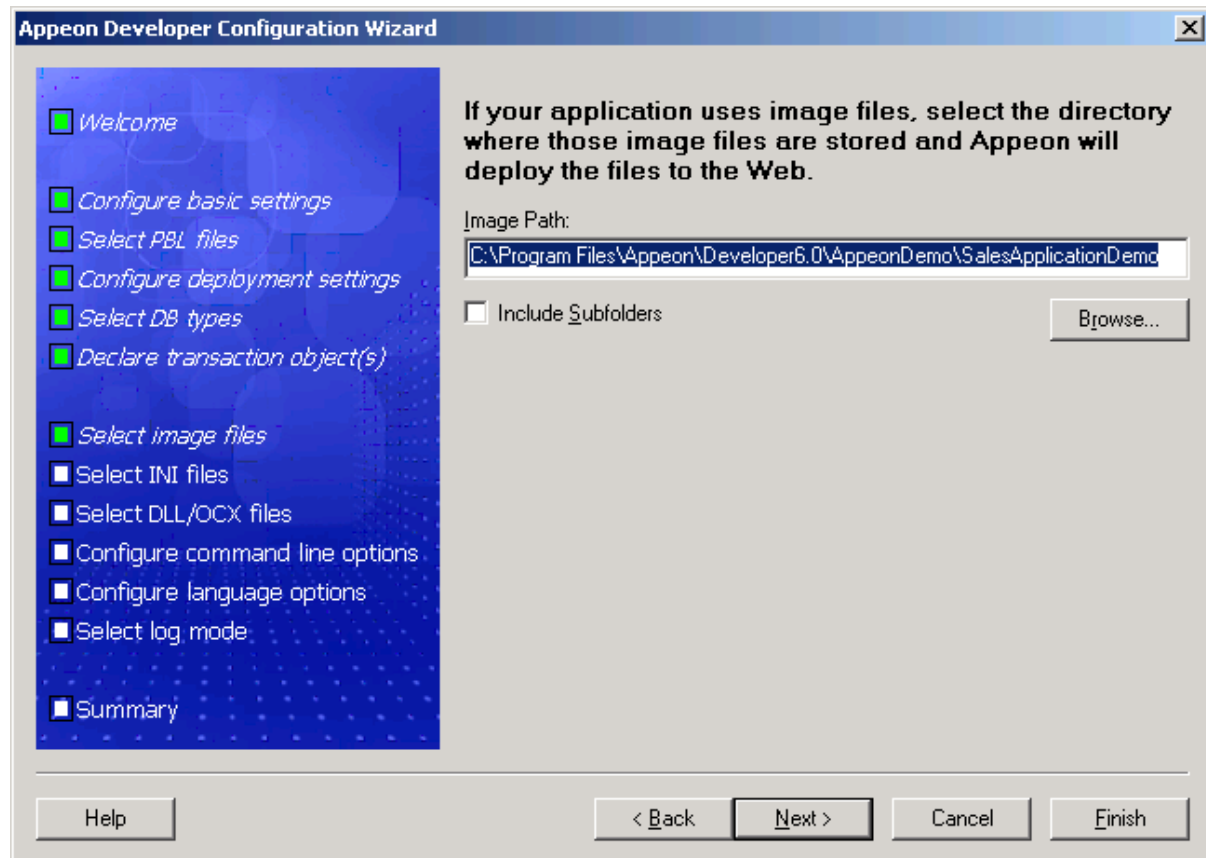 Appeon Developer Configuration Wizard
Welcome
Configure basic settings
Select PBL files
Configure deployment settings
Select DB types
Declare transaction object(s)
Select image files
Select INI files
Select DLL/OCX files
Configure command line options
Configure language options
Select log mode
Summary
If your application uses image files, select the directory
where those image files are stored and Appeon will
deploy the files to the Web.
Image Path:
C:\Program Files\Appeon\Developer6.0\AppeonDemo\SalesApplicationDemo
Include Subfolders
Browse...
Help
< Back
Next >
Cancel
Finish